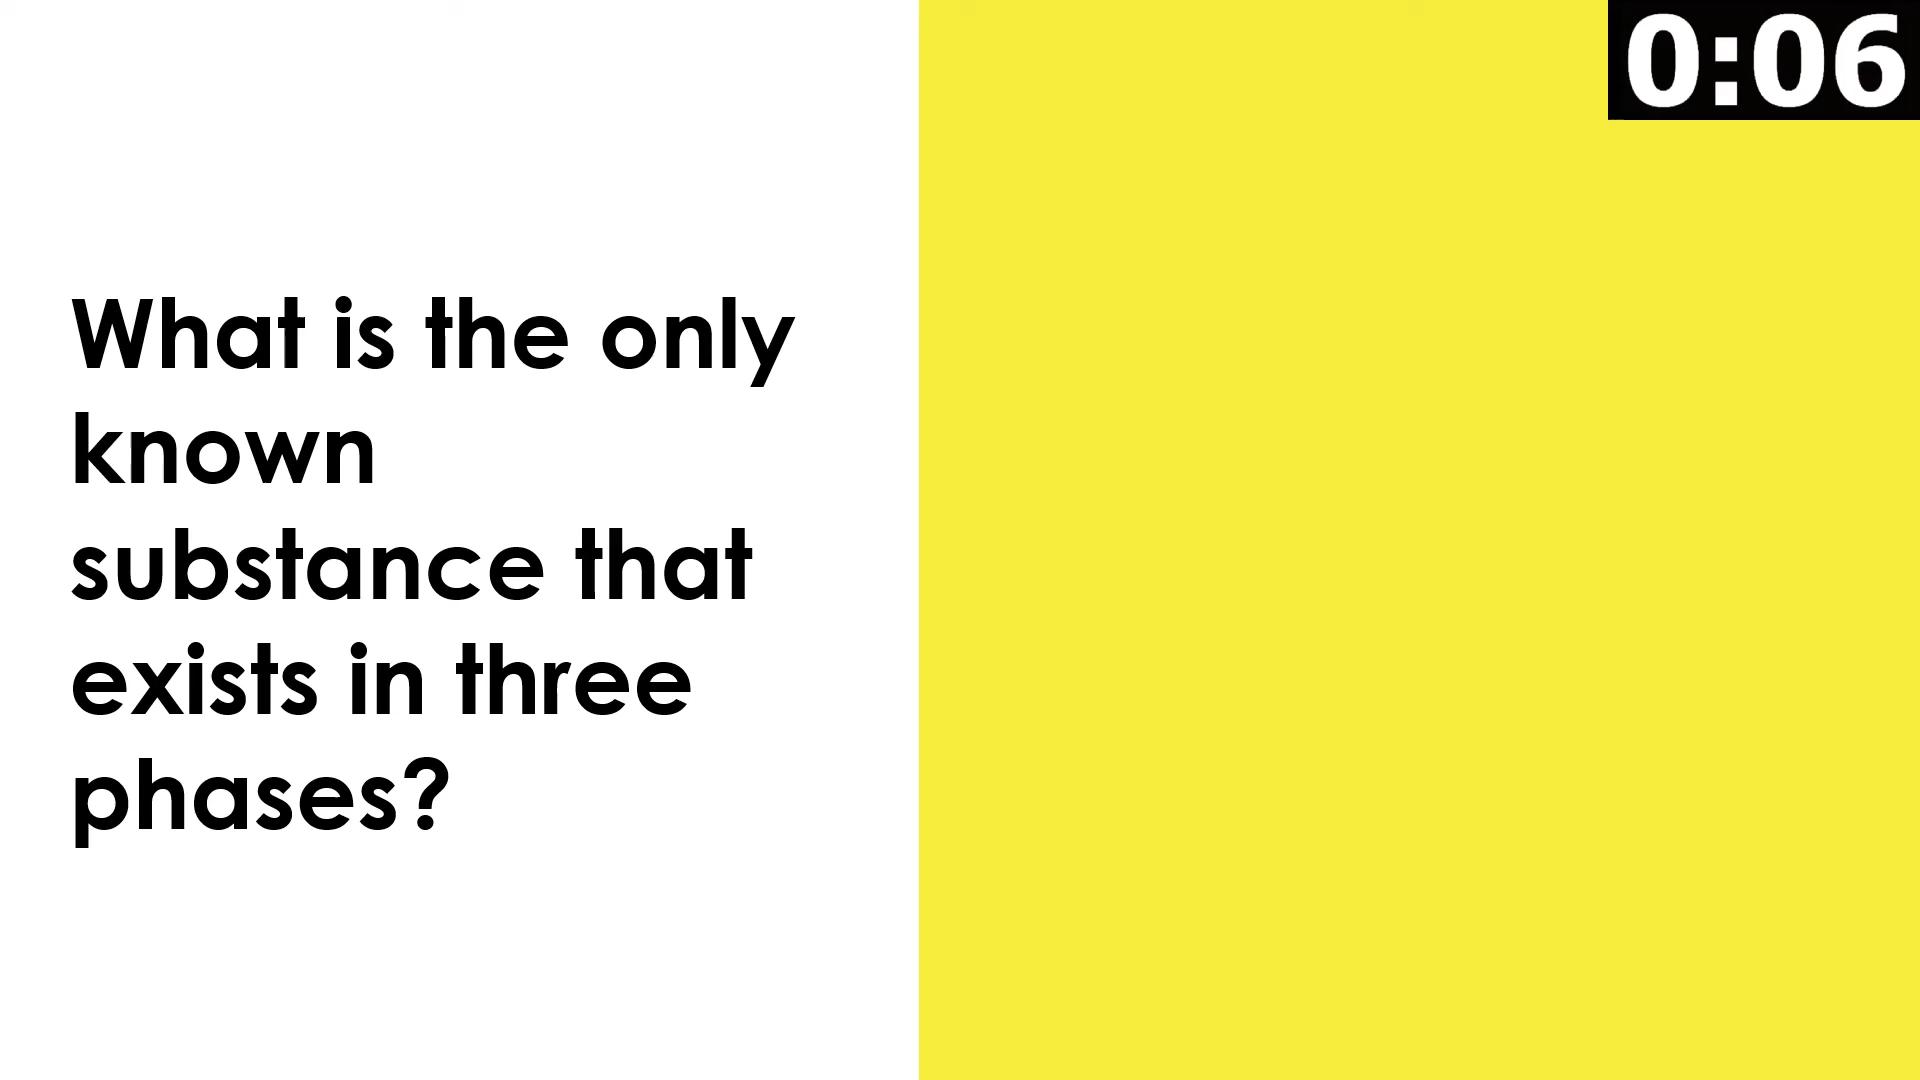 0:06
What is the only
known
substance that
exists in three
phases?